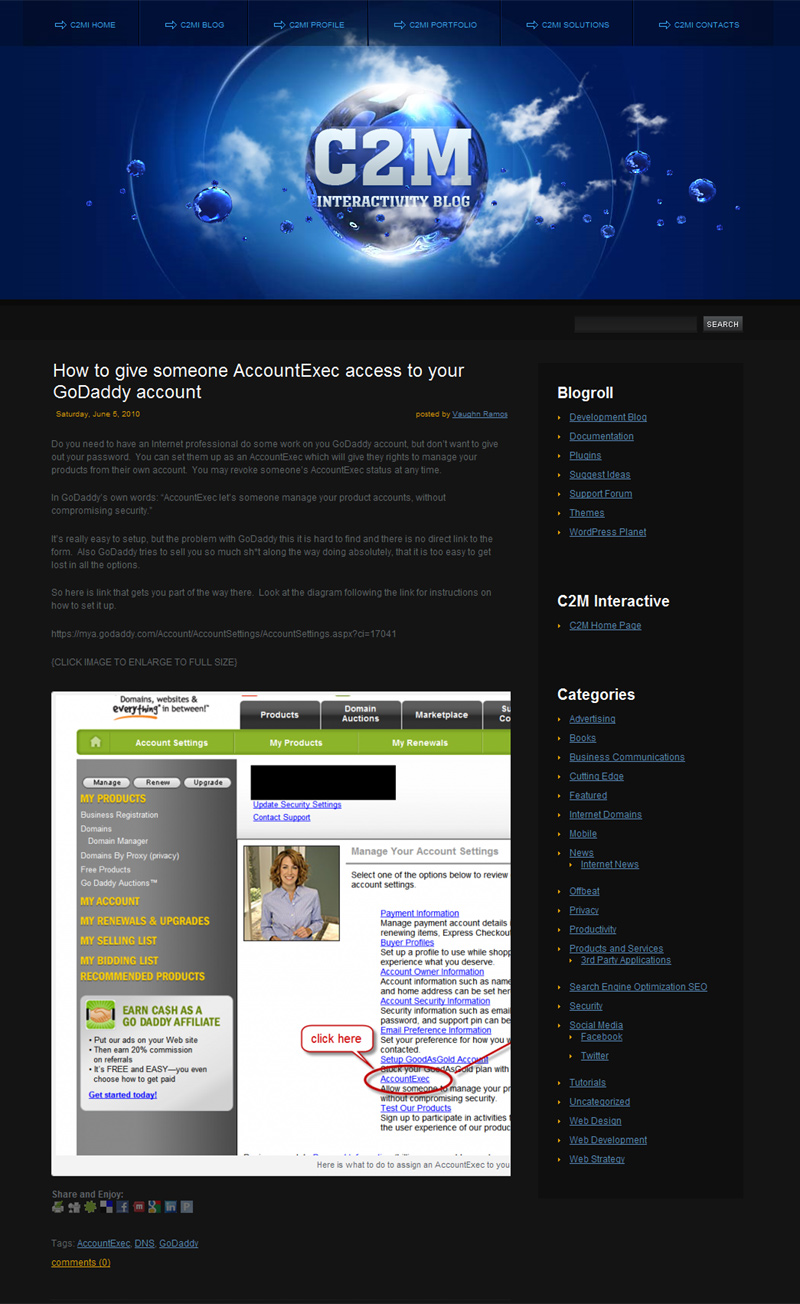 C2MI HOME
C2MI BLOG
C2MI PROFILE
C2MI PORTFOLIO
C2MI SOLUTIONS
C2MI CONTACTS
C2M
INTERACTIVITY BLOG
SEARCH
How to give someone AccountExec access to your
GoDaddy account
Saturday, June 5, 2010
posted by Vaughn Ramos
Do you need to have an Internet professional do some work on you GoDaddy account, but don't want to give
out your password. You can set them up as an AccountExec which will give they rights to manage your
products from their own account. You may revoke someone's AccountExec status at any time.
In GoDaddy's own words: "AccountExec let's someone manage your product accounts, without
compromising security."
It's really easy to setup, but the problem with GoDaddy this it is hard to find and there is no direct link to the
form. Also GoDaddy tries to sell you so much sh*t along the way doing absolutely, that it is too easy to get
lost in all the options.
So here is link that gets you part of the way there. Look at the diagram following the link for instructions on
how to set it up.
https://mya.godaddy.com/Account/AccountSettings/AccountSettings.aspx?ci=17041
{CLICK IMAGE TO ENLARGE TO FULL SIZE}
Domains, websites &
everything* in between!™
Products
Domain
Auctions
Marketplace
Su
Co
Account Settings
My Products
My Renewals
Manage
Renew
Upgrade
MY PRODUCTS
Business Registration
Domains
Domain Manager
Domains By Proxy (privacy)
Free Products
Go Daddy Auctions™
MY ACCOUNT
MY RENEWALS & UPGRADES
MY SELLING LIST
MY BIDDING LIST
RECOMMENDED PRODUCTS
EARN CA$H AS A
GO DADDY AFFILIATE
• Put our ads on your Web site
• Then earn 20% commission
on referrals
• It's FREE and EASY—you even
choose how to get paid
Get started today!
Update Security Settings
Contact Support
Manage Your Account Settings
Select one of the options below to review
account settings.
Payment Information
Manage payment account details
renewing items, Express Checkou
Buyer Profiles
Set up a profile to use while shopp
experience what you deserve.
Account Owner Information
Account information such as name
and home address can be set her
Account Security Information
Security information such as email
password, and support pin can be
Email Preference Information
Set your preference for how you w
contacted.
Setup GoodAsGold Account
Stock your GoodAsGold plan with
click here
AccountExec
Allow someone to manage your pr
without compromising security.
Test Our Products
Sign up to participate in activities t
the user experience of our produc
Here is what to do to assign an AccountExec to you
Share and Enjoy:
Tags: AccountExec, DNS, GoDaddy
comments (0)
Blogroll
Development Blog
Documentation
Plugins
Suggest Ideas
Support Forum
Themes
WordPress Planet
C2M Interactive
C2M Home Page
Categories
Advertising
Books
Business Communications
Cutting Edge
Featured
Internet Domains
Mobile
News
Internet News
Offbeat
Privacy
Productivity
Products and Services
3rd Party Applications
Search Engine Optimization SEO
Security
Social Media
Facebook
Twitter
Tutorials
Uncategorized
Web Design
Web Development
Web Strategy